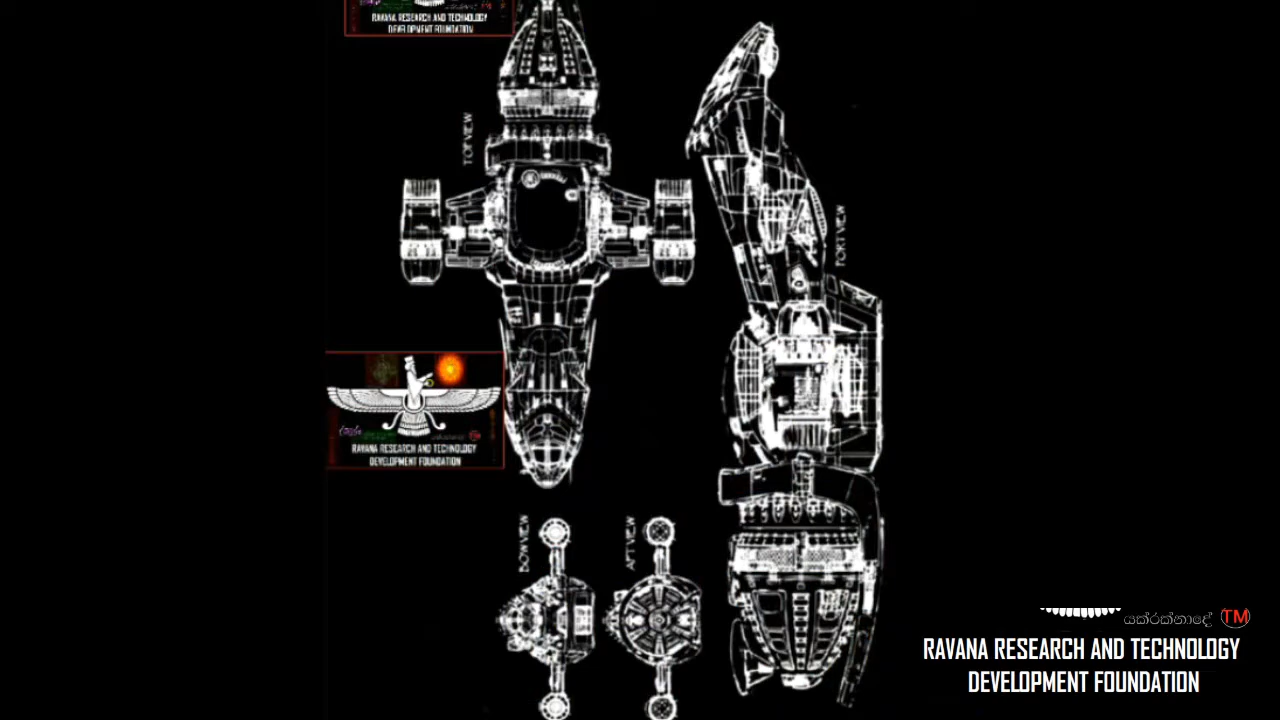 RAVANA RESEARCH AND TECHNOLOGY
DEVELOPMENT FOUNDATION
TOP VIEW
PORT VIEW
TM
RAVANA RESEARCH AND TECHNOLOGY
DEVELOPMENT FOUNDATION
BOW VIEW
AFT VIEW
යක්රක්නාදේ TM
RAVANA RESEARCH AND TECHNOLOGY
DEVELOPMENT FOUNDATION